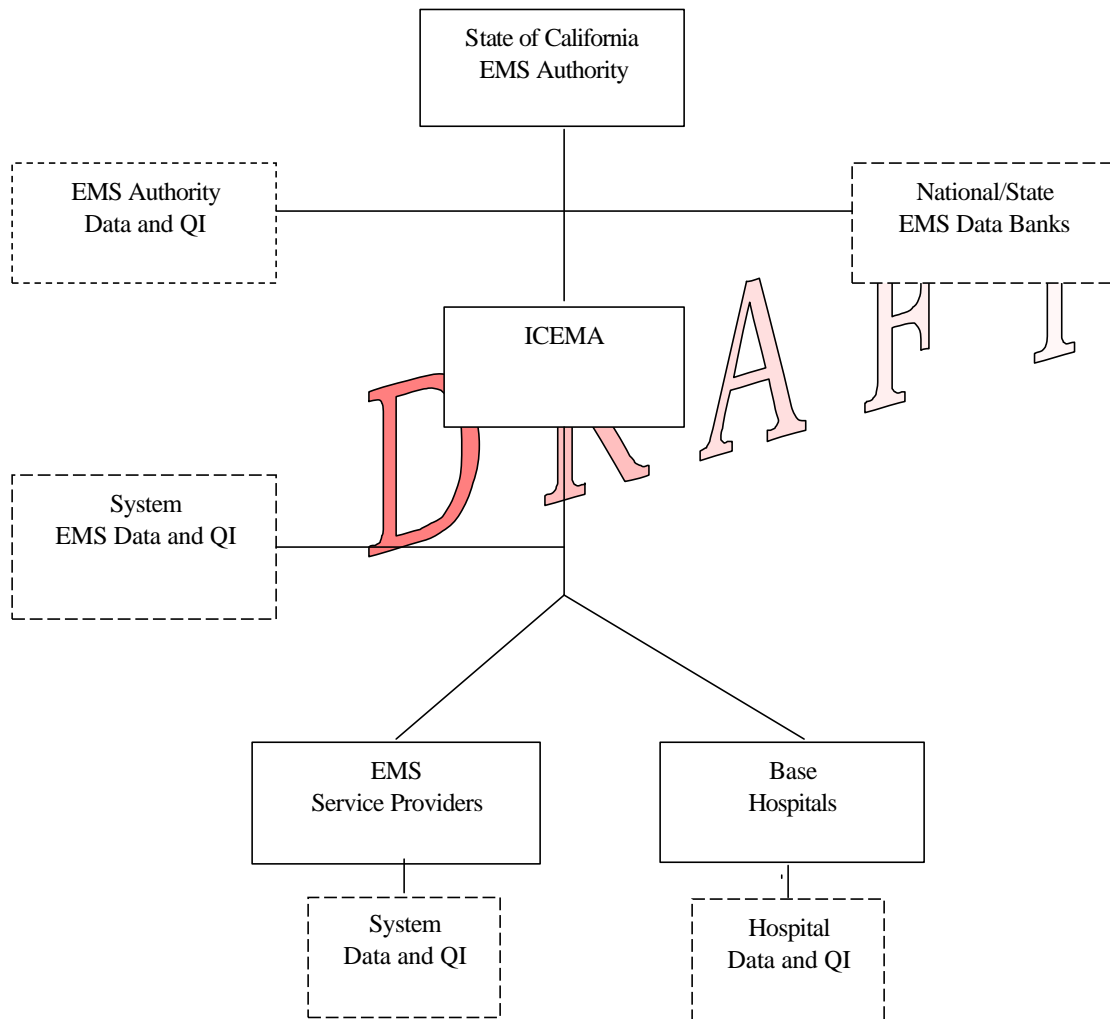 State of California
EMS Authority
EMS Authority
Data and QI
National/State
EMS Data Banks
ICEMA
DRAFT
System
EMS Data and QI
EMS
Service Providers
Base
Hospitals
System
Data and QI
Hospital
Data and QI